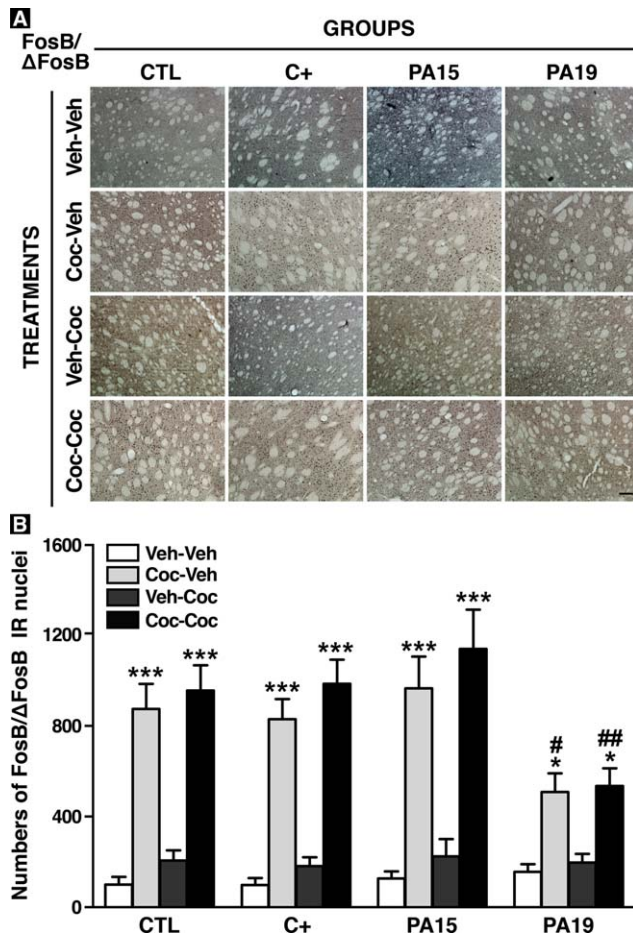 A
FosB/
ΔFosB
GROUPS
CTL
C+
PA15
PA19
TREATMENTS
Veh-Veh
Coc-Veh
Veh-Coc
Coc-Coc
B
Numbers of FosB/ΔFosB IR nuclei
1600
1200
800
400
0
Veh-Veh
Coc-Veh
Veh-Coc
Coc-Coc
*** ***
*** ***
*** ***
# ##
* *
CTL
C+
PA15
PA19